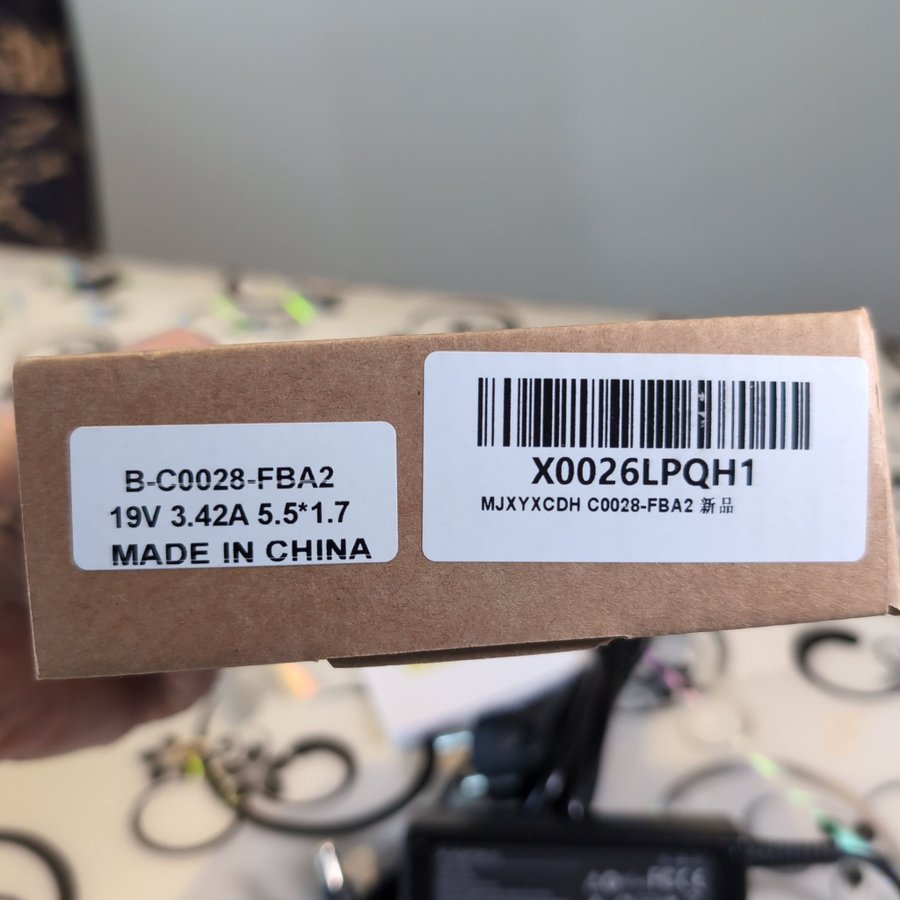 B-C0028-FBA2
19V 3.42A 5.5*1.7
MADE IN CHINA
X0026LPQH1
MJXYXCDH C0028-FBA2 新品